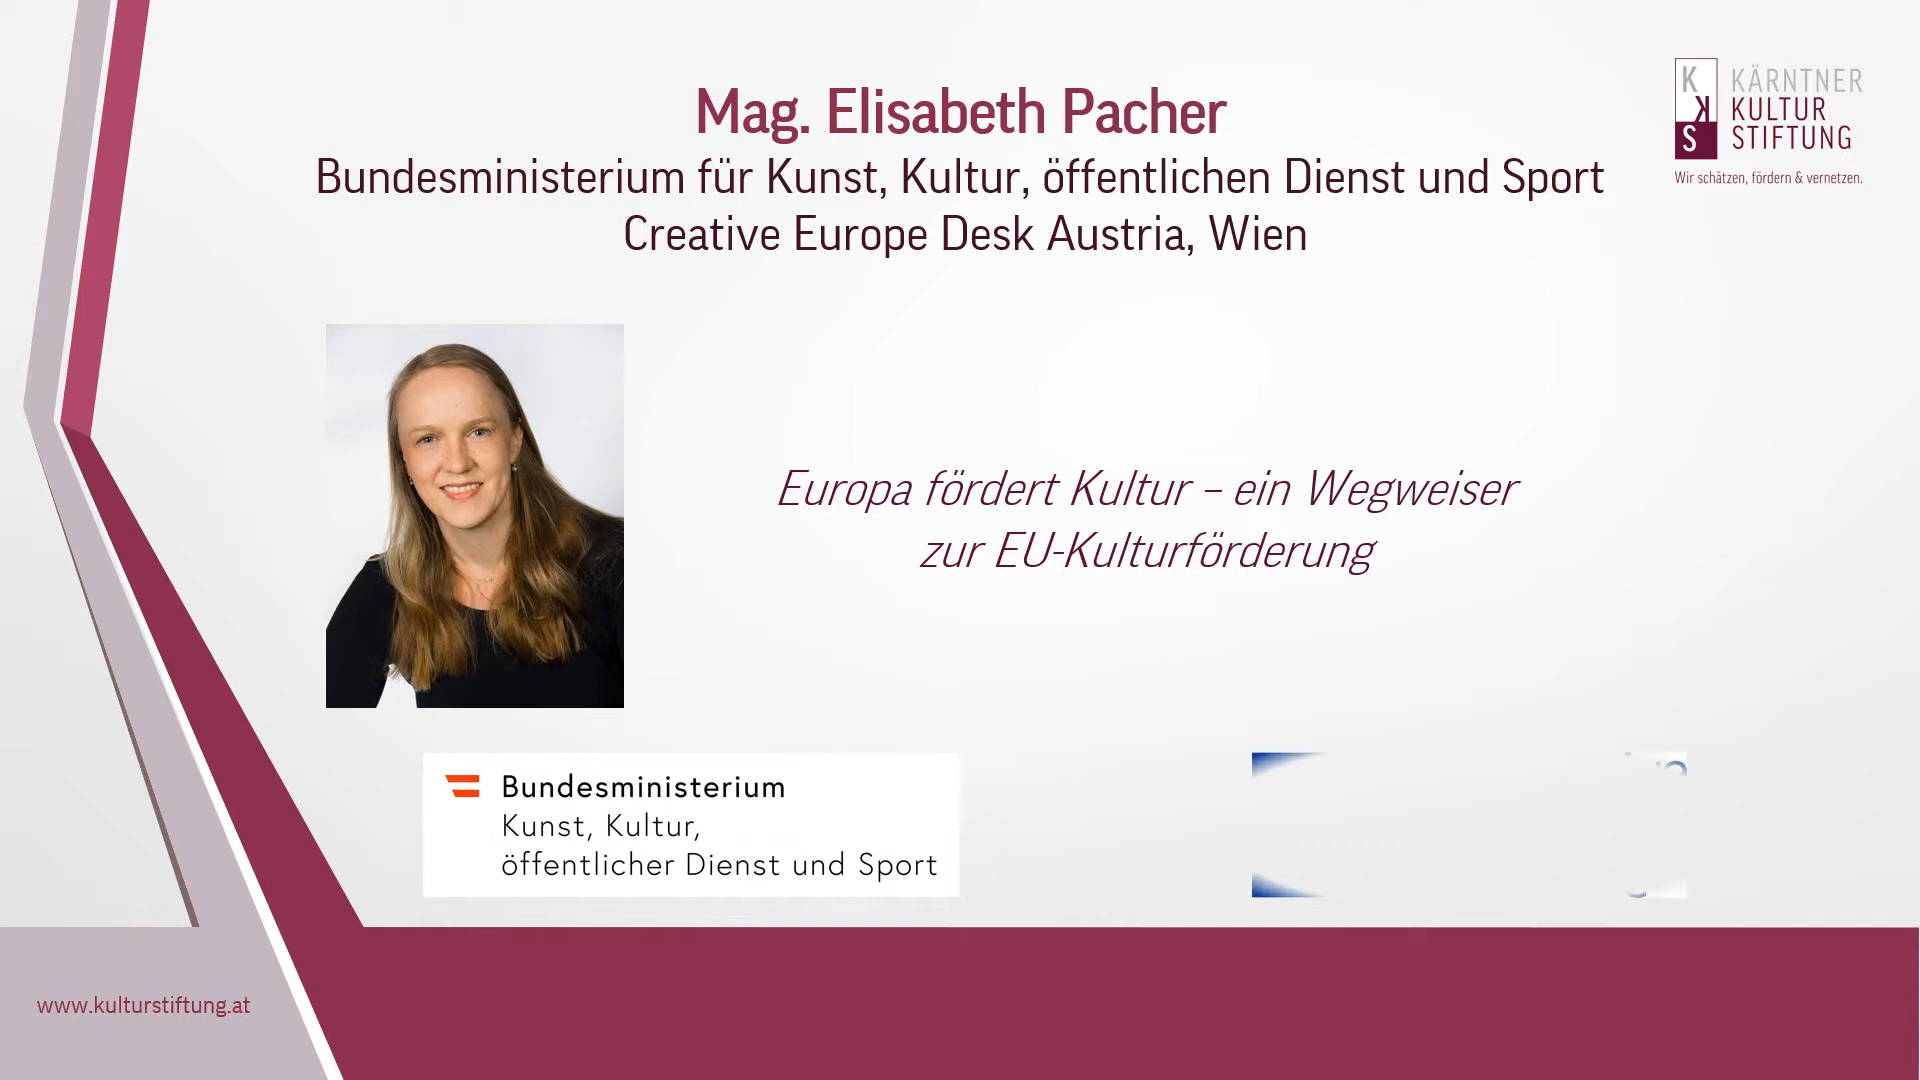 Mag. Elisabeth Pacher
Bundesministerium für Kunst, Kultur, öffentlichen Dienst und Sport
Creative Europe Desk Austria, Wien
K
K
S
KÄRNTNER
KULTUR
STIFTUNG
Wir schätzen, fördern & vernetzen.
Europa fördert Kultur – ein Wegweiser
zur EU-Kulturförderung
Bundesministerium
Kunst, Kultur,
öffentlicher Dienst und Sport
www.kulturstiftung.at